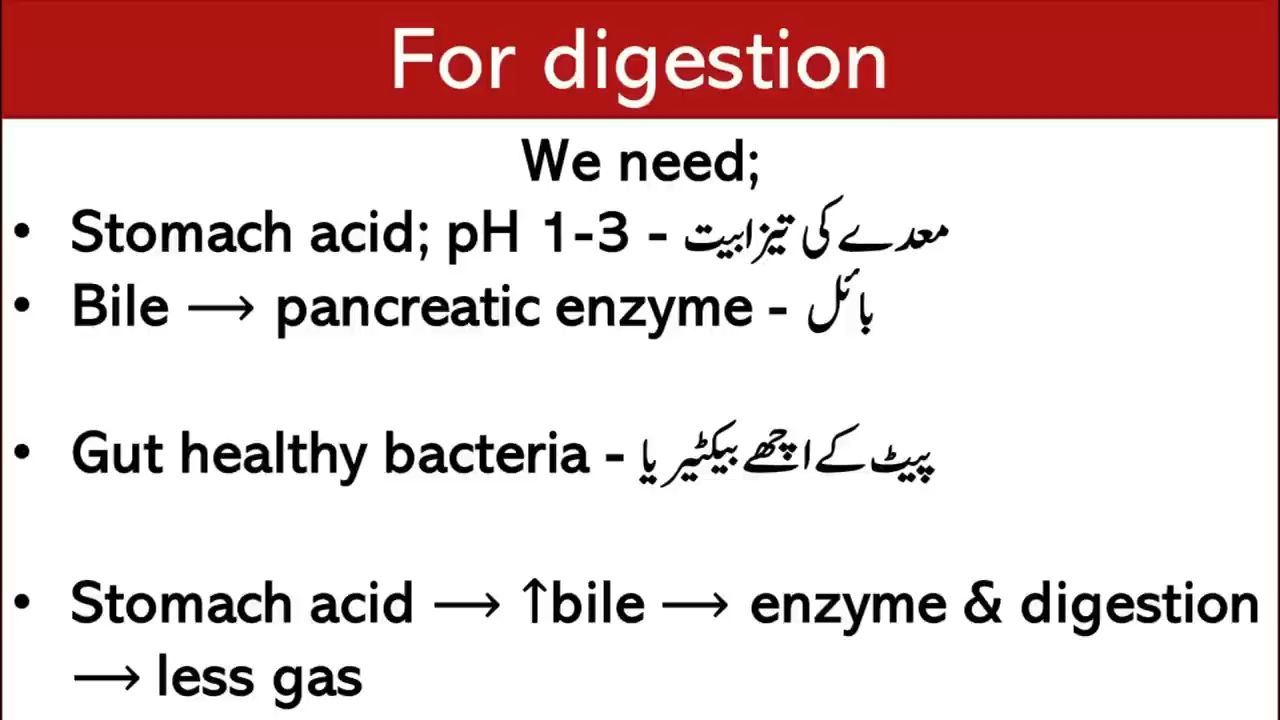 For digestion
We need;
• Stomach acid; pH 1-3 - معدے کی تیزابیت
• Bile ⟶ pancreatic enzyme - بائل
• Gut healthy bacteria - پیٹ کے اچھے بیکٹیریا
• Stomach acid ⟶ ↑bile ⟶ enzyme & digestion
⟶ less gas